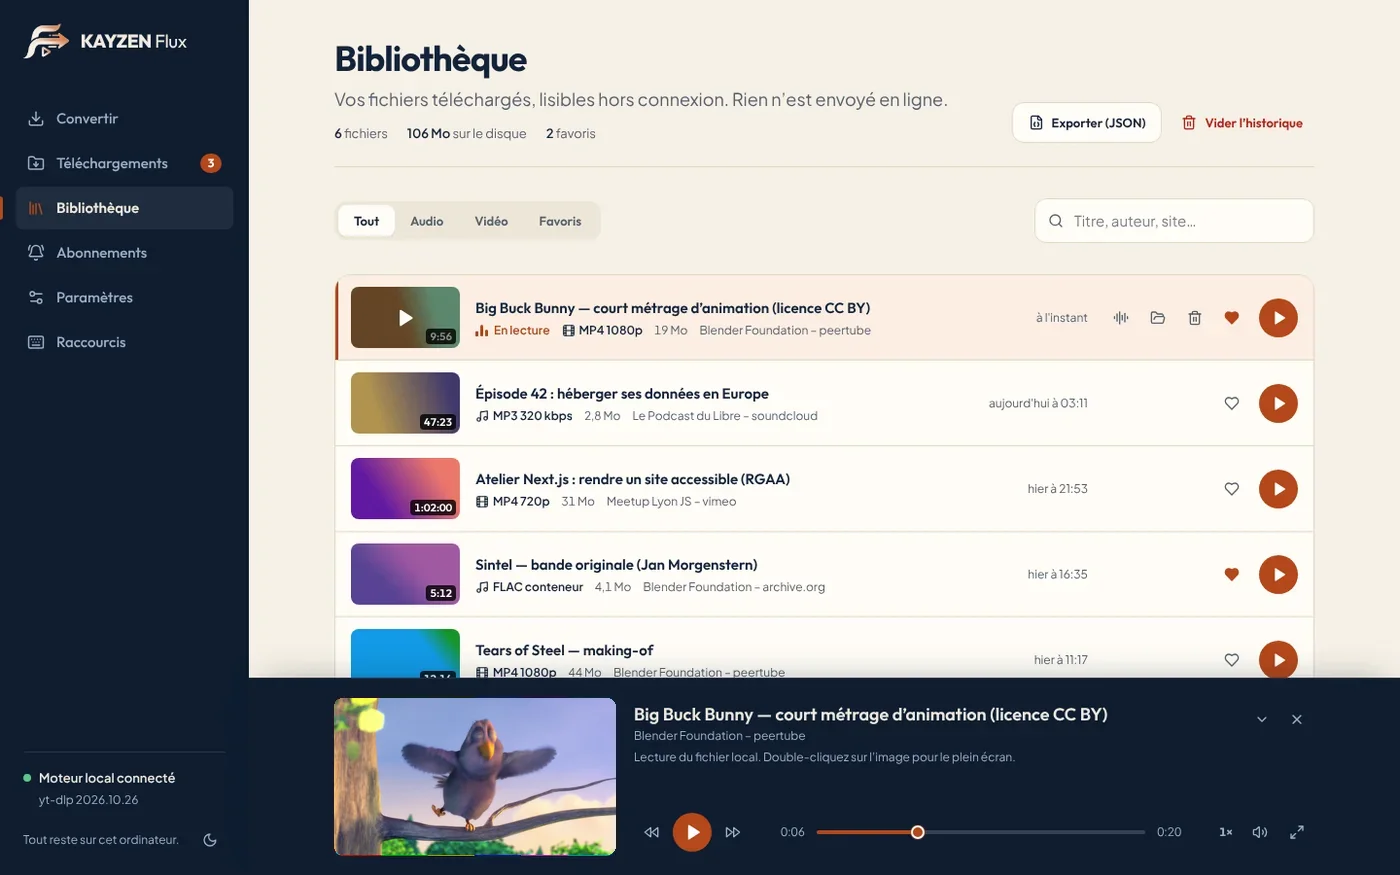 KAYZEN Flux
Convertir
Téléchargements 3
Bibliothèque
Abonnements
Paramètres
Raccourcis
Moteur local connecté
yt-dlp 2026.10.26
Tout reste sur cet ordinateur.
Bibliothèque
Vos fichiers téléchargés, lisibles hors connexion. Rien n'est envoyé en ligne.
6 fichiers 106 Mo sur le disque 2 favoris
Exporter (JSON) Vider l'historique
Tout Audio Vidéo Favoris
Titre, auteur, site...
Big Buck Bunny — court métrage d'animation (licence CC BY)
9:56 En lecture MP4 1080p 19 Mo Blender Foundation – peertube
à l'instant
Épisode 42 : héberger ses données en Europe
47:23 MP3 320 kbps 2,8 Mo Le Podcast du Libre – soundcloud
aujourd'hui à 03:11
Atelier Next.js : rendre un site accessible (RGAA)
1:02:00 MP4 720p 31 Mo Meetup Lyon JS – vimeo
hier à 21:53
Sintel — bande originale (Jan Morgenstern)
5:12 FLAC conteneur 4,1 Mo Blender Foundation – archive.org
hier à 16:35
Tears of Steel — making-of
MP4 1080p 44 Mo Blender Foundation – peertube
hier à 11:17
Big Buck Bunny — court métrage d'animation (licence CC BY)
Blender Foundation – peertube
Lecture du fichier local. Double-cliquez sur l'image pour le plein écran.
0:06 0:20 1×